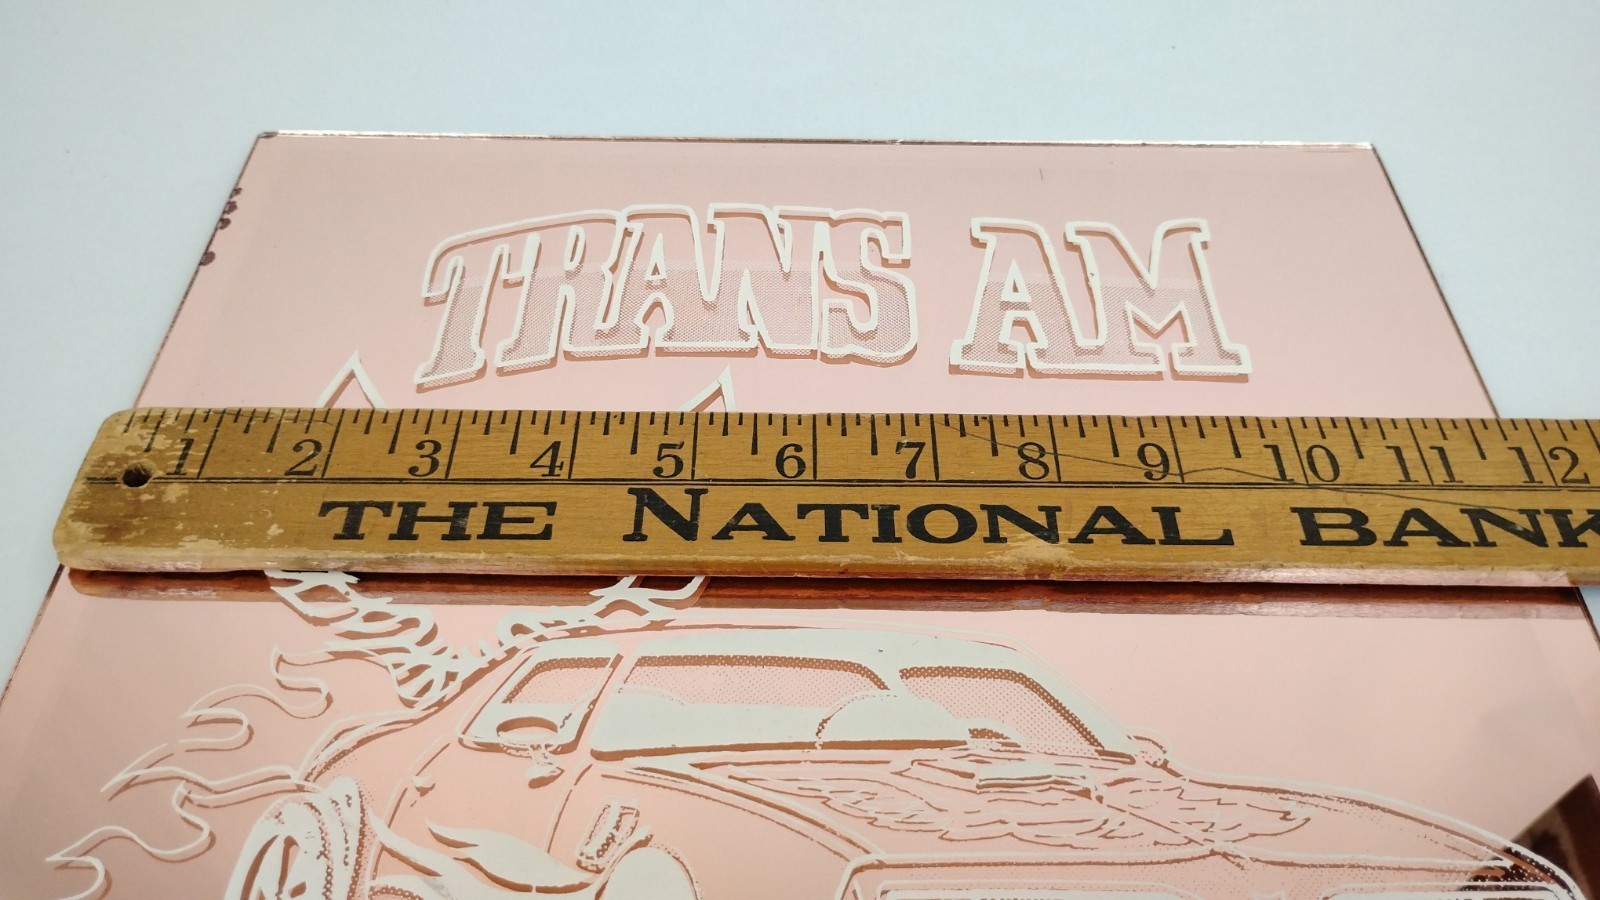 TRANS AM
1 2 3 4 5 6 7 8 9 10 11 12
THE NATIONAL BANK